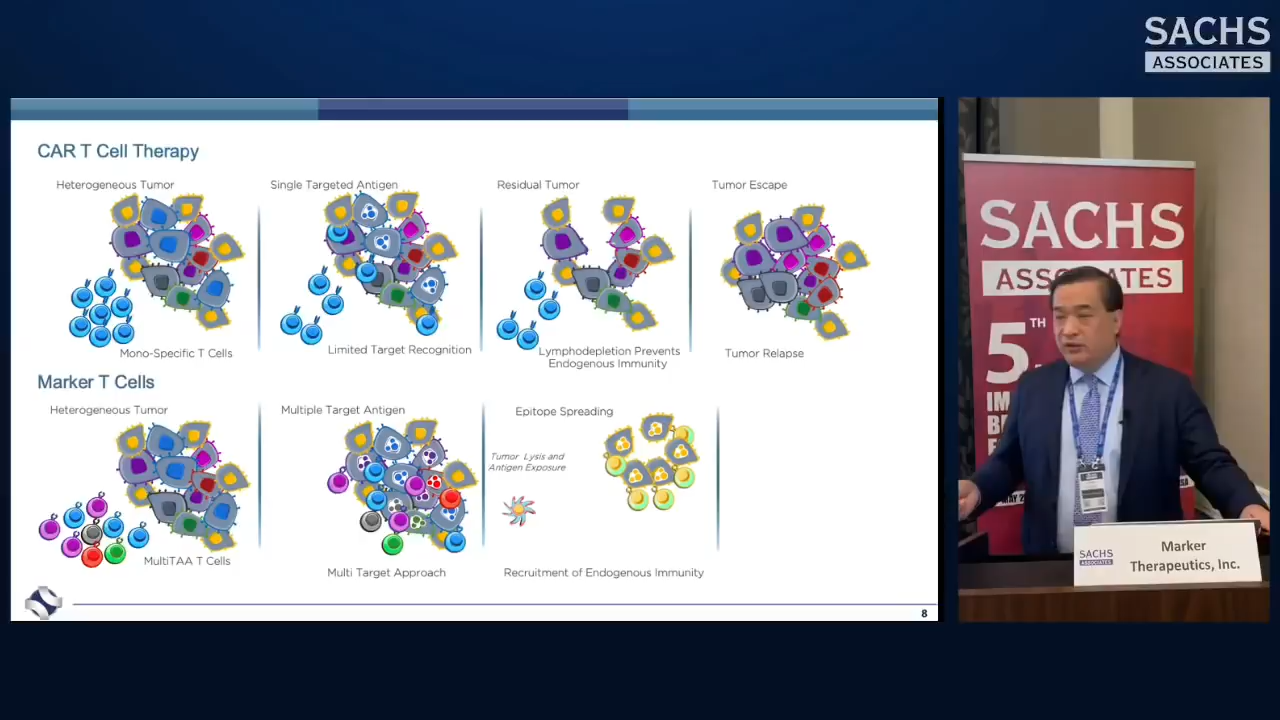 SACHS
ASSOCIATES
CAR T Cell Therapy
Heterogeneous Tumor
Single Targeted Antigen
Residual Tumor
Tumor Escape
Mono-Specific T Cells
Limited Target Recognition
Lymphodepletion Prevents
Endogenous Immunity
Tumor Relapse
Marker T Cells
Heterogeneous Tumor
Multiple Target Antigen
Epitope Spreading
Tumor Lysis and
Antigen Exposure
MultiTAA T Cells
Multi Target Approach
Recruitment of Endogenous Immunity
8
SACHS
ASSOCIATES
5TH
IM
SACHS
ASSOCIATES
Marker
Therapeutics, Inc.